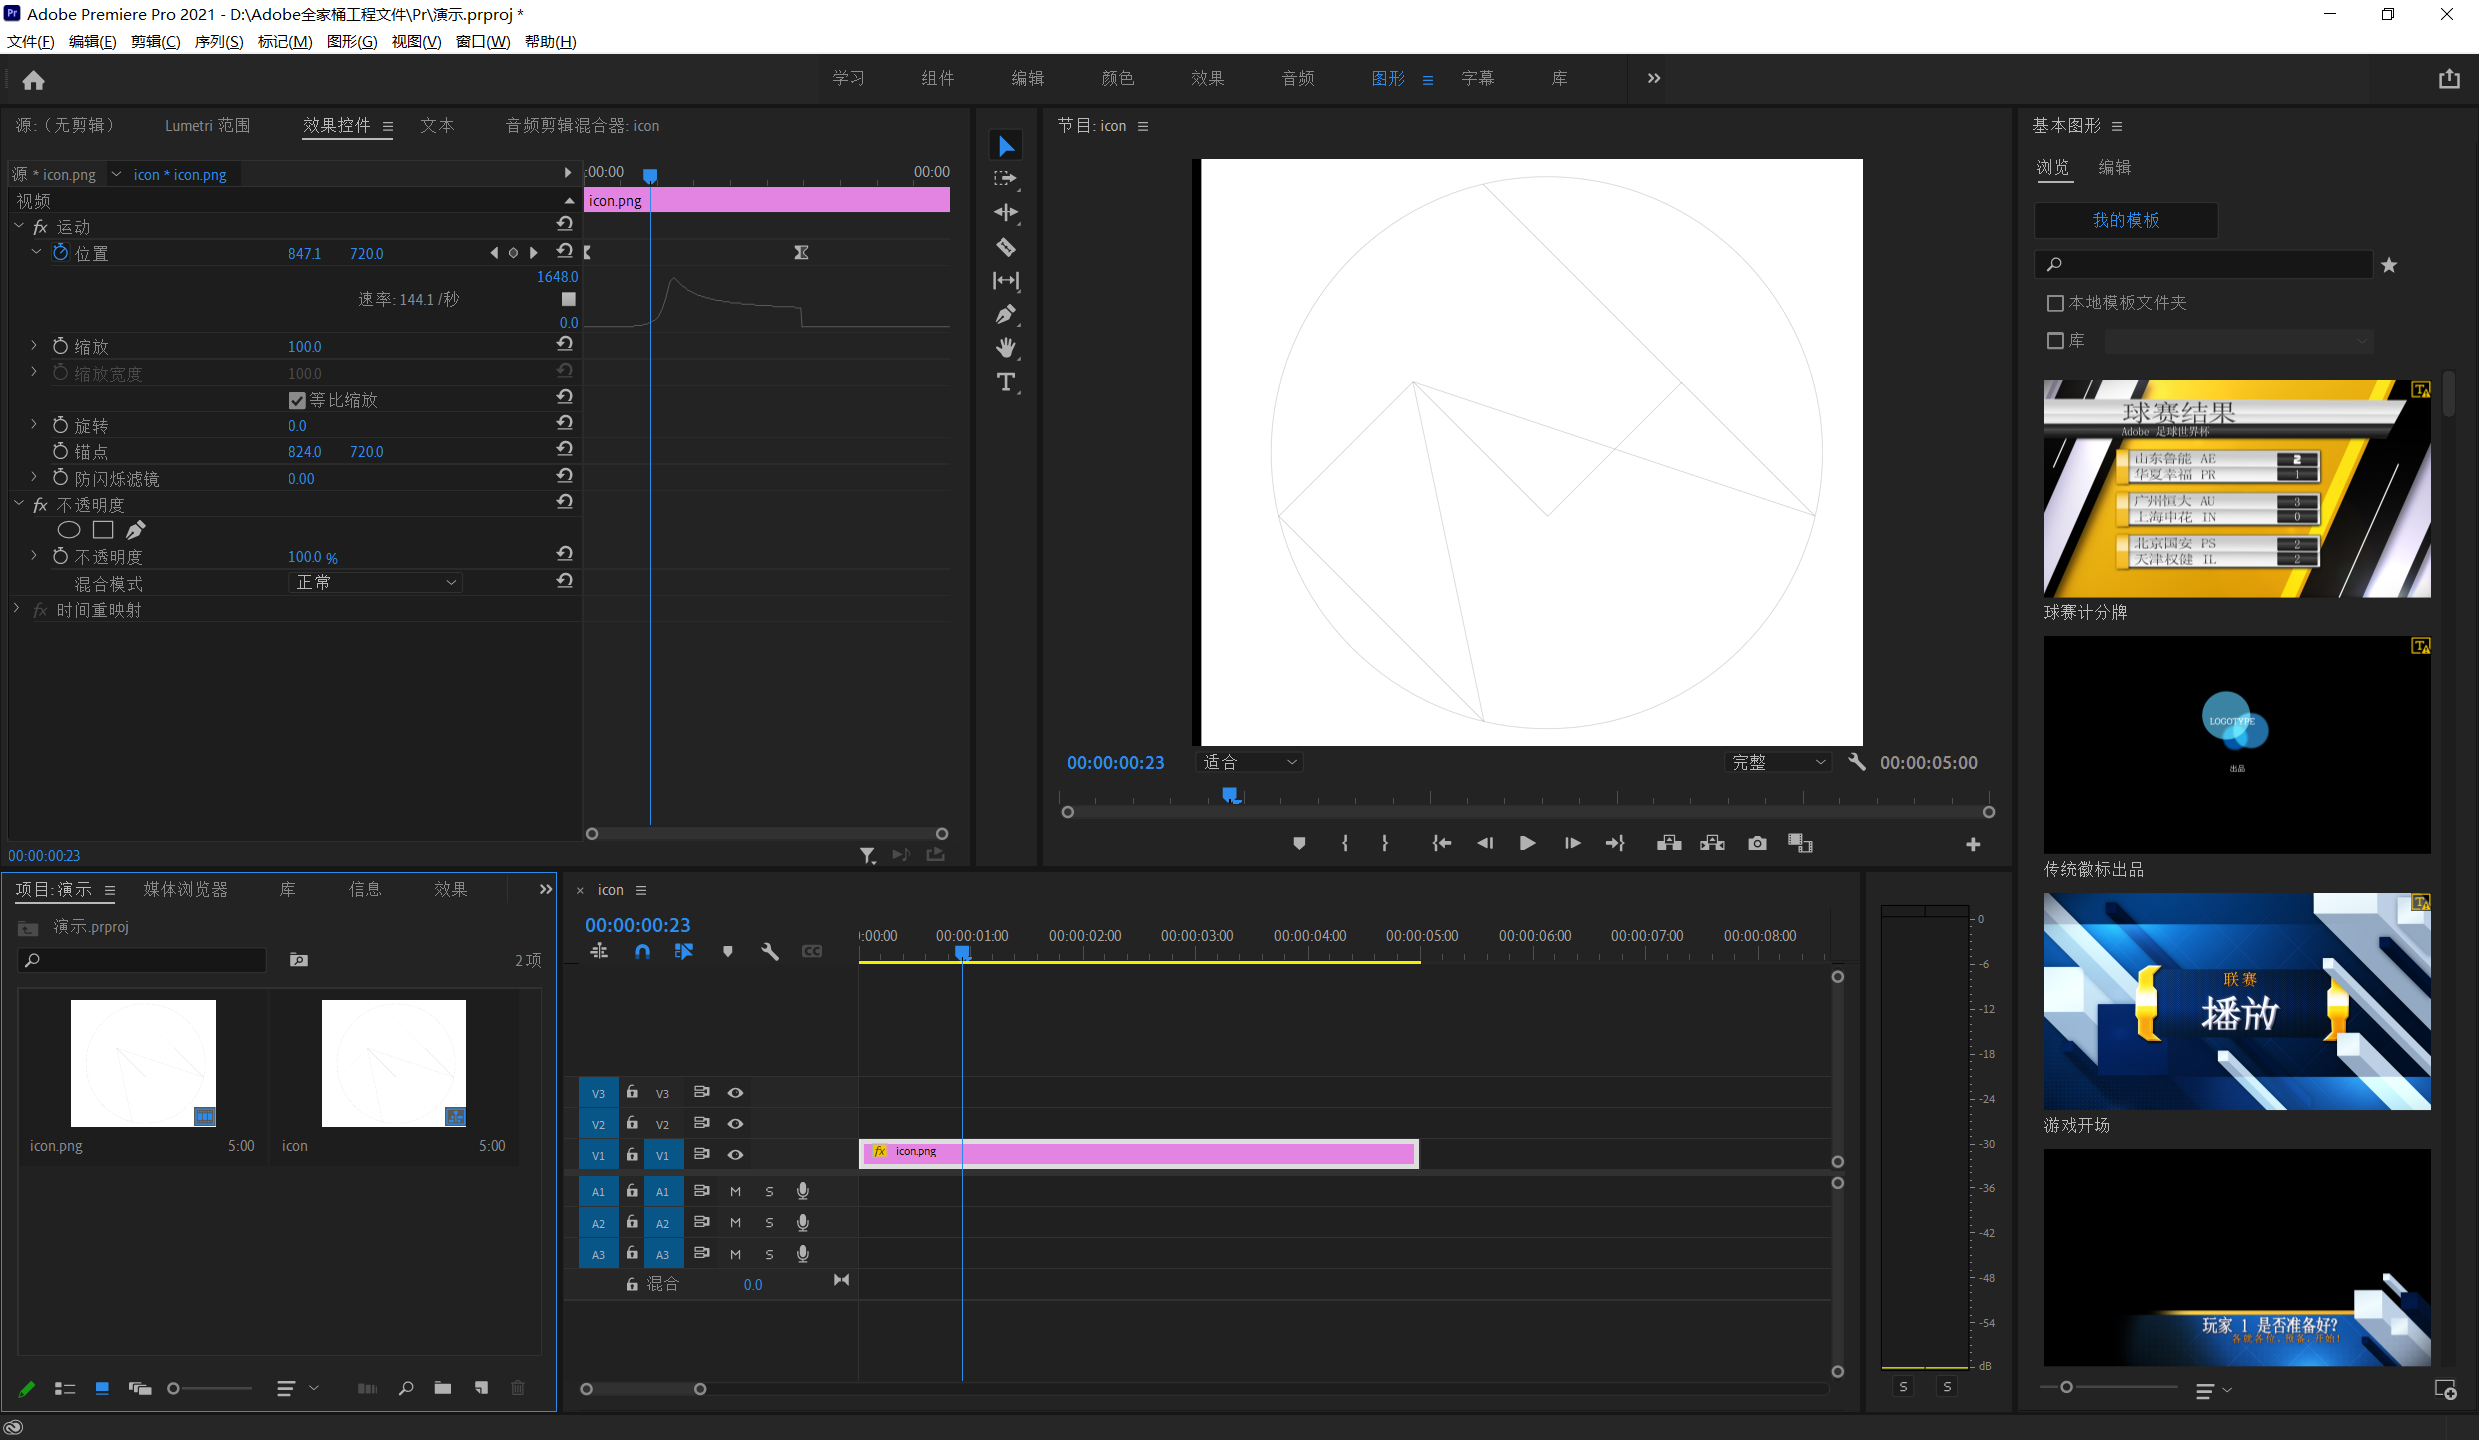 Adobe Premiere Pro 2021 - D:\Adobe全家桶工程文件\Pr\演示.prproj *
文件(F) 编辑(E) 剪辑(C) 序列(S) 标记(M) 图形(G) 视图(V) 窗口(W) 帮助(H)
学习 组件 编辑 颜色 效果 音频 图形 字幕 库
源:（无剪辑） Lumetri 范围 效果控件 文本 音频剪辑混合器: icon
源 * icon.png icon * icon.png
:00:00 00:00
视频
icon.png
fx 运动
位置 847.1 720.0
1648.0
速率: 144.1 /秒
0.0
缩放 100.0
缩放宽度 100.0
等比缩放
旋转 0.0
锚点 824.0 720.0
防闪烁滤镜 0.00
fx 不透明度
不透明度 100.0 %
混合模式 正常
fx 时间重映射
00:00:00:23
节目: icon
00:00:00:23 适合 完整 00:00:05:00
基本图形
浏览 编辑
我的模板
本地模板文件夹
库
球赛结果
Adobe 足球世界杯
山东鲁能 AE 2
华夏幸福 PR 1
广州恒大 AU 3
上海申花 IN 0
北京国安 PS 2
天津权健 IL 2
球赛计分牌
LOGOTYPE
出品
传统徽标出品
联赛
播放
游戏开场
玩家 1 是否准备好?
各就各位，预备，开始！
项目:演示 媒体浏览器 库 信息 效果
演示.prproj
2项
icon.png 5:00
icon 5:00
icon
00:00:00:23
:00:00 00:00:01:00 00:00:02:00 00:00:03:00 00:00:04:00 00:00:05:00 00:00:06:00 00:00:07:00 00:00:08:00
V3 V3
V2 V2
V1 V1
fx icon.png
A1 A1 M S
A2 A2 M S
A3 A3 M S
混合 0.0
0
-6
-12
-18
-24
-30
-36
-42
-48
-54
dB
S S